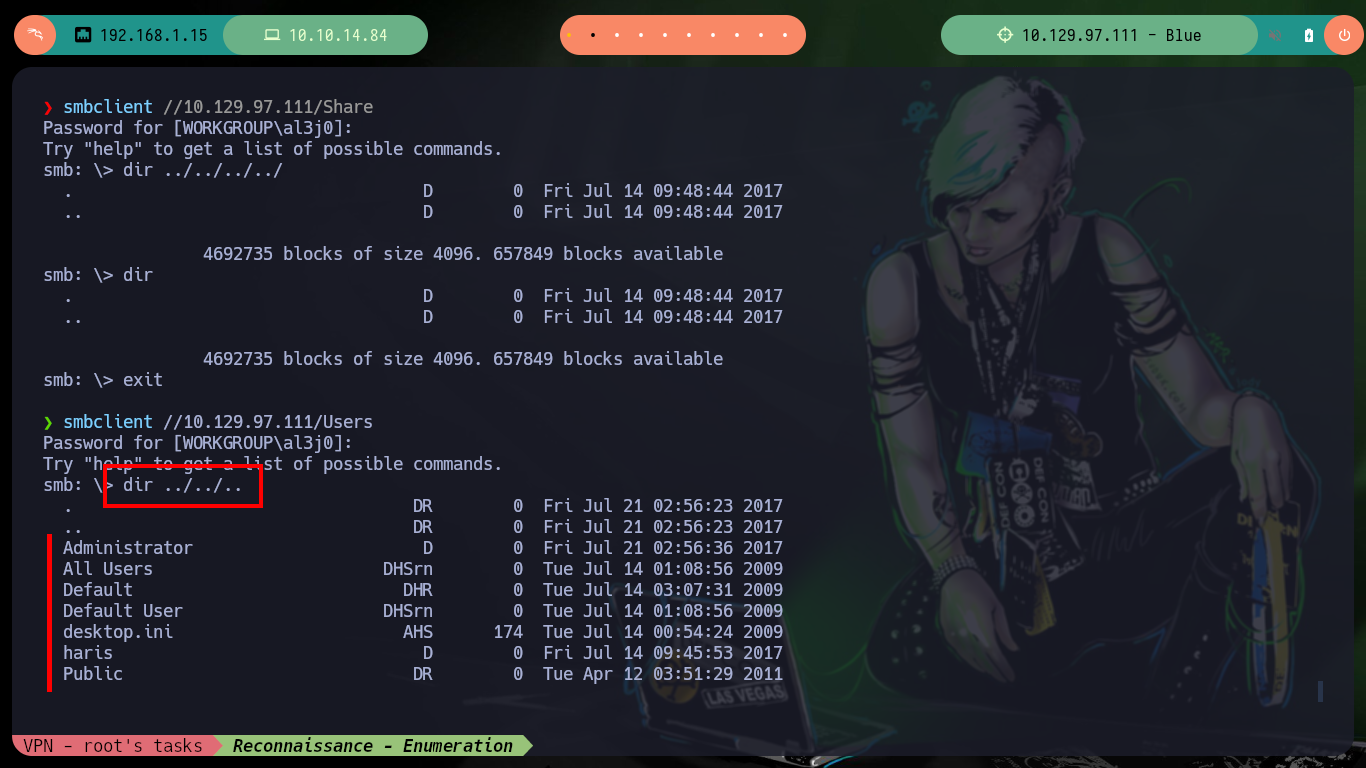 192.168.1.15 10.10.14.84 10.129.97.111 - Blue
❯ smbclient //10.129.97.111/Share
Password for [WORKGROUP\al3j0]:
Try "help" to get a list of possible commands.
smb: \> dir ../../../../
. D 0 Fri Jul 14 09:48:44 2017
.. D 0 Fri Jul 14 09:48:44 2017
4692735 blocks of size 4096. 657849 blocks available
smb: \> dir
. D 0 Fri Jul 14 09:48:44 2017
.. D 0 Fri Jul 14 09:48:44 2017
4692735 blocks of size 4096. 657849 blocks available
smb: \> exit
❯ smbclient //10.129.97.111/Users
Password for [WORKGROUP\al3j0]:
Try "help" to get a list of possible commands.
smb: \> dir ../../..
. DR 0 Fri Jul 21 02:56:23 2017
.. DR 0 Fri Jul 21 02:56:23 2017
Administrator D 0 Fri Jul 21 02:56:36 2017
All Users DHSrn 0 Tue Jul 14 01:08:56 2009
Default DHR 0 Tue Jul 14 03:07:31 2009
Default User DHSrn 0 Tue Jul 14 01:08:56 2009
desktop.ini AHS 174 Tue Jul 14 00:54:24 2009
haris D 0 Fri Jul 14 09:45:53 2017
Public DR 0 Tue Apr 12 03:51:29 2011
DEF CON
DEF CON
LAS VEGAS
VPN - root's tasks Reconnaissance - Enumeration